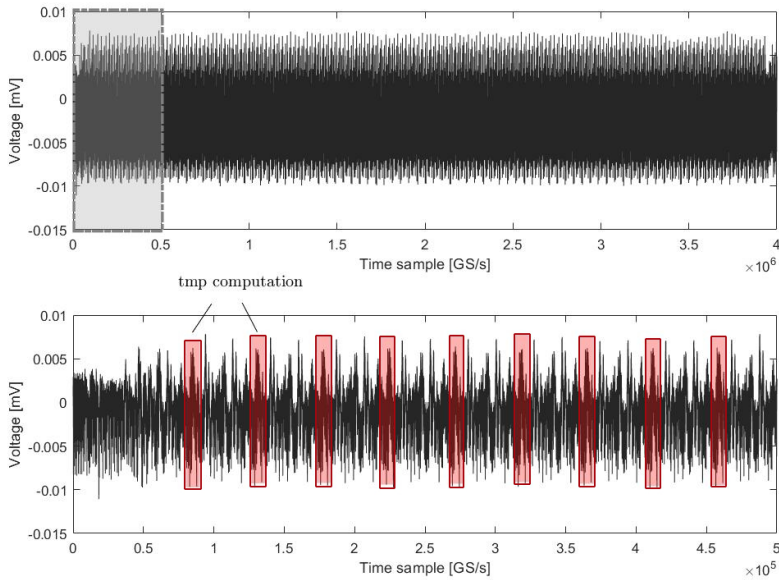 0.01
0.005
0
-0.005
-0.01
-0.015
Voltage [mV]
0 0.5 1 1.5 2 2.5 3 3.5 4
Time sample [GS/s]
×10^6
tmp computation
0.01
0.005
0
-0.005
-0.01
-0.015
Voltage [mV]
0 0.5 1 1.5 2 2.5 3 3.5 4 4.5 5
Time sample [GS/s]
×10^5